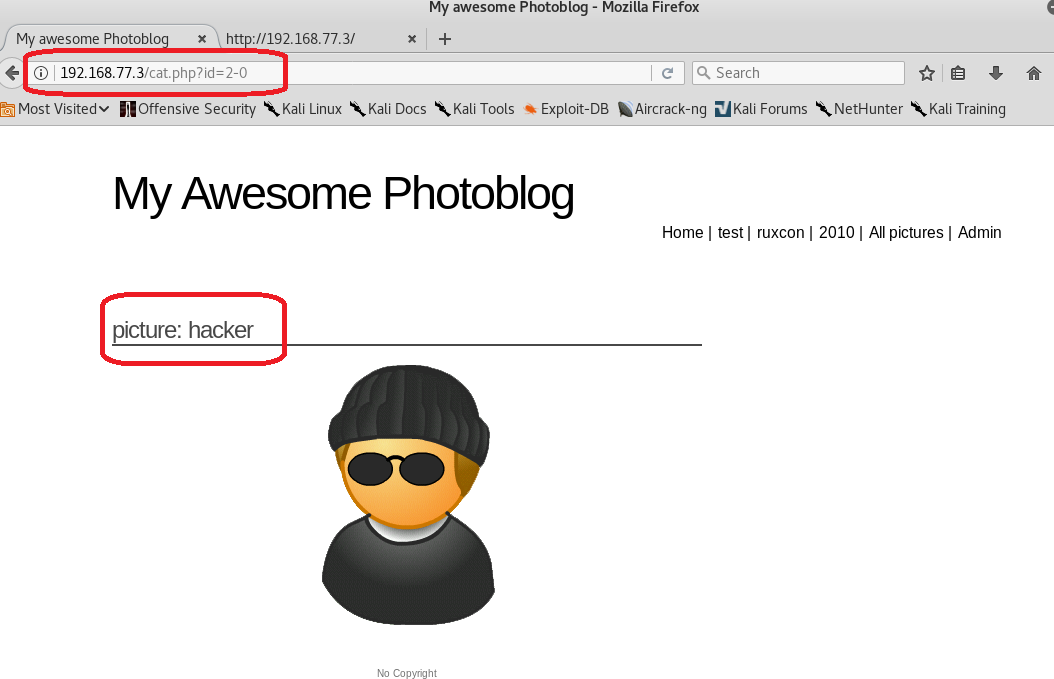 My awesome Photoblog - Mozilla Firefox
My awesome Photoblog × http://192.168.77.3/ × +
192.168.77.3/cat.php?id=2-0 Search
Most Visited Offensive Security Kali Linux Kali Docs Kali Tools Exploit-DB Aircrack-ng Kali Forums NetHunter Kali Training
My Awesome Photoblog
Home | test | ruxcon | 2010 | All pictures | Admin
picture: hacker
No Copyright